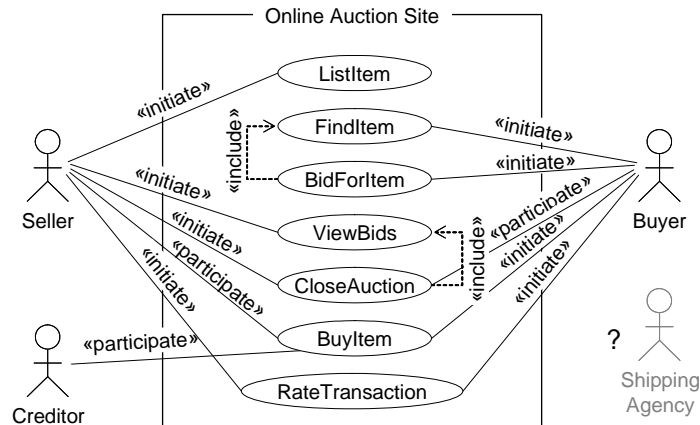 Online Auction Site
ListItem
«initiate»
FindItem
«initiate»
«include»
BidForItem
«initiate»
Seller
Buyer
«initiate»
ViewBids
«participate»
«initiate»
«include»
«initiate»
CloseAuction
«participate»
«initiate»
«initiate»
BuyItem
?
«participate»
RateTransaction
Creditor
Shipping
Agency